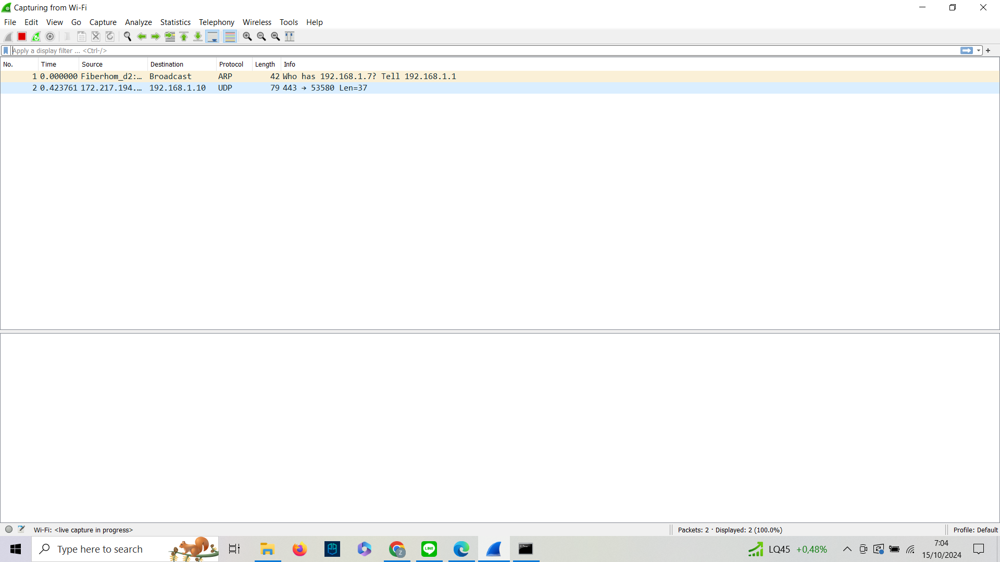 Capturing from Wi-Fi
File Edit View Go Capture Analyze Statistics Telephony Wireless Tools Help
Apply a display filter ... <Ctrl-/>
No. Time Source Destination Protocol Length Info
1 0.000000 Fiberhom_d2:… Broadcast ARP 42 Who has 192.168.1.7? Tell 192.168.1.1
2 0.423761 172.217.194.… 192.168.1.10 UDP 79 443 → 53580 Len=37
Wi-Fi: <live capture in progress>
Packets: 2 · Displayed: 2 (100.0%)
Profile: Default
Type here to search
LINE
LQ45 +0,48%
7:04
15/10/2024